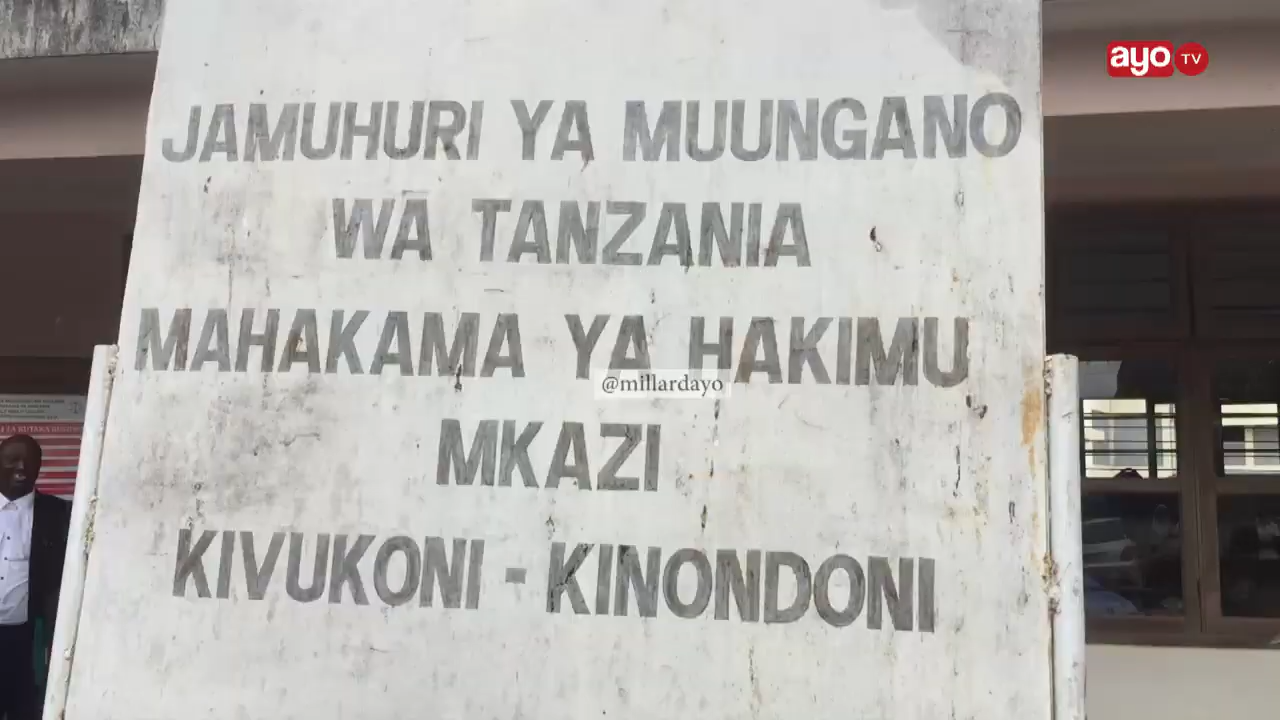 ayo TV
JAMUHURI YA MUUNGANO
WA TANZANIA
MAHAKAMA YA HAKIMU
@millardayo
MKAZI
KIVUKONI - KINONDONI